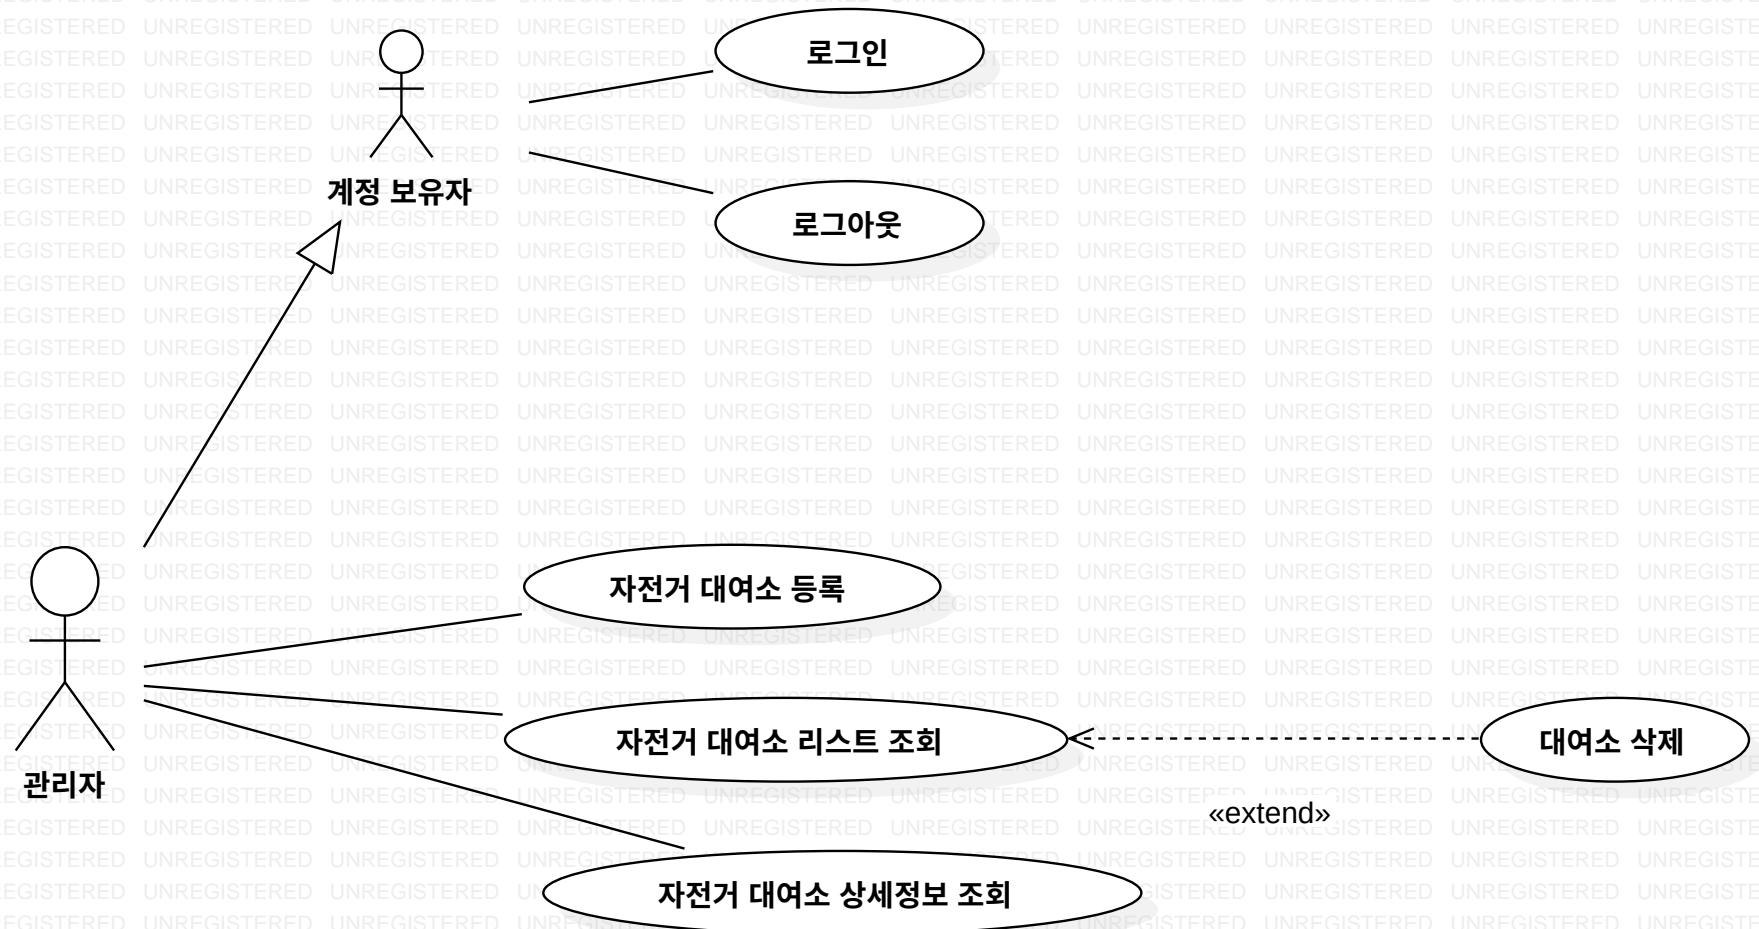 로그인
계정 보유자
로그아웃
자전거 대여소 등록
자전거 대여소 리스트 조회
대여소 삭제
관리자
«extend»
자전거 대여소 상세정보 조회
UNREGISTERED